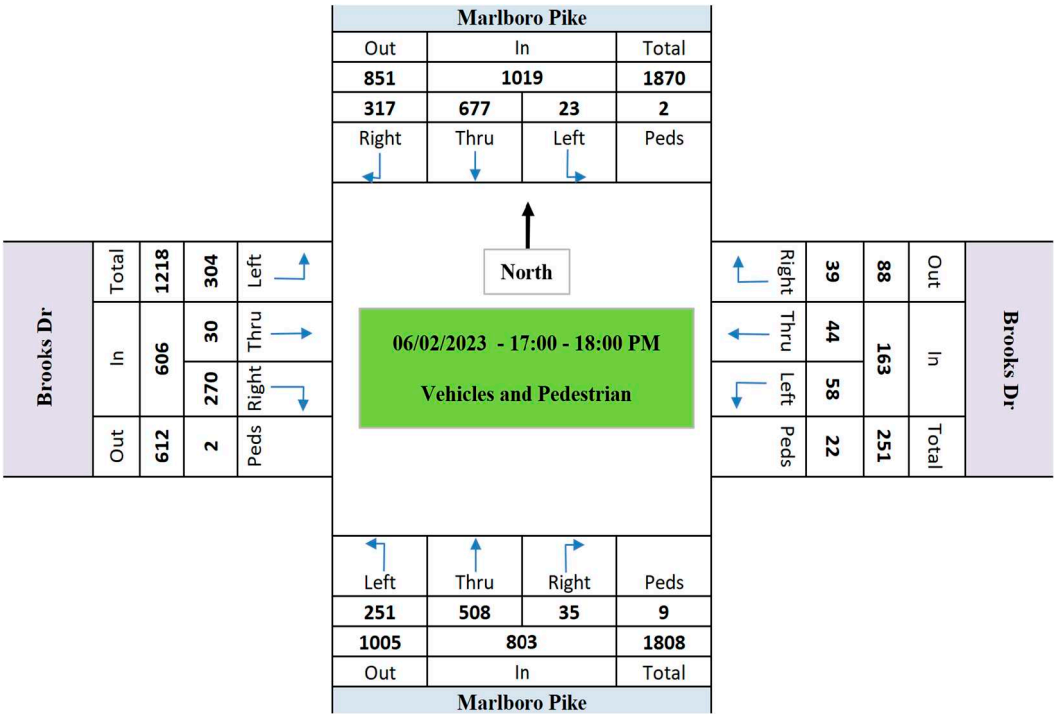 Marlboro Pike
Out In Total
851 1019 1870
317 677 23 2
Right Thru Left Peds
Brooks Dr
Total In Out
1218 606 612
304 30 270 2
Left Thru Right Peds
North
06/02/2023 - 17:00 - 18:00 PM
Vehicles and Pedestrian
Right Thru Left Peds
39 44 58 22
88 163 251
Out In Total
Brooks Dr
Left Thru Right Peds
251 508 35 9
1005 803 1808
Out In Total
Marlboro Pike